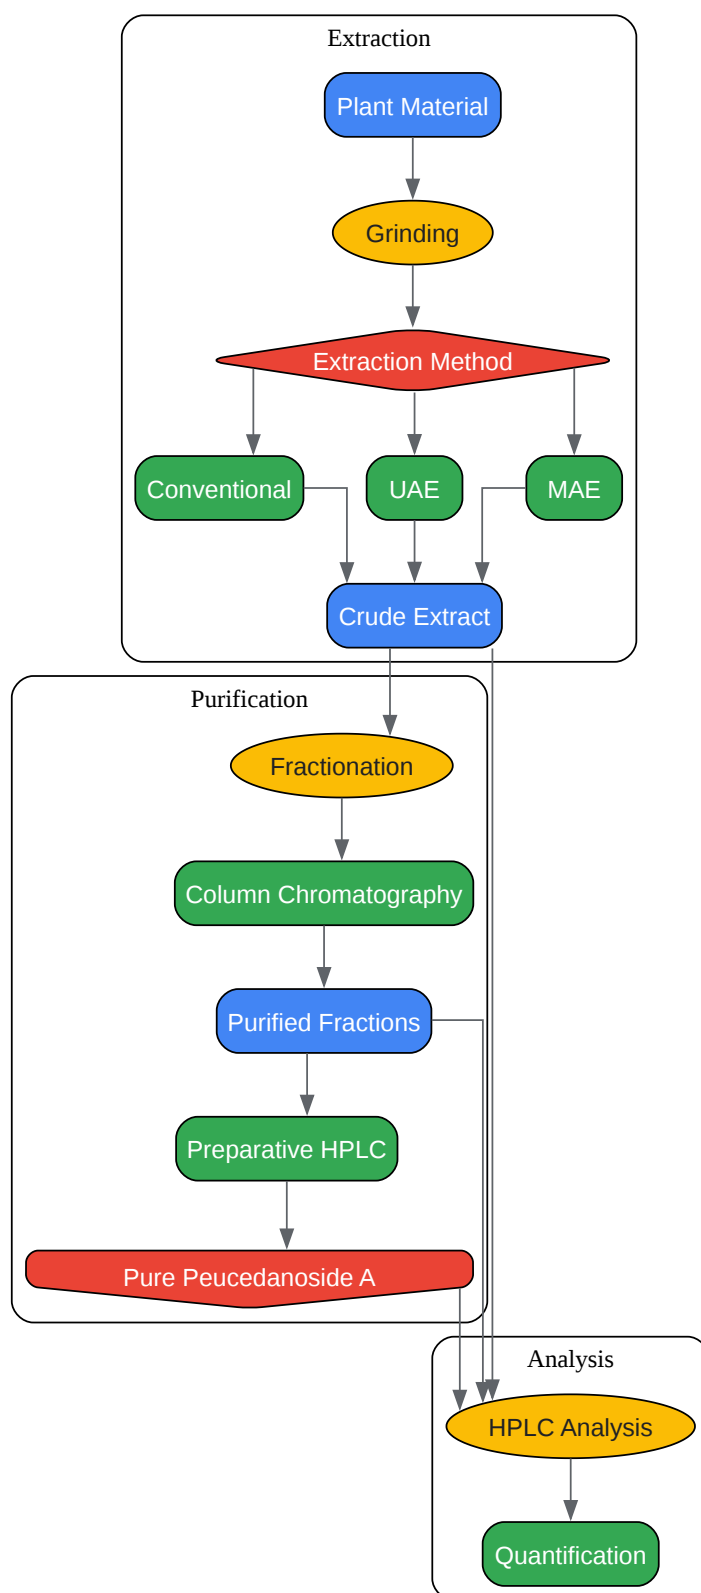 Extraction
Plant Material
Grinding
Extraction Method
Conventional
UAE
MAE
Crude Extract
Purification
Fractionation
Column Chromatography
Purified Fractions
Preparative HPLC
Pure Peucedanoside A
Analysis
HPLC Analysis
Quantification